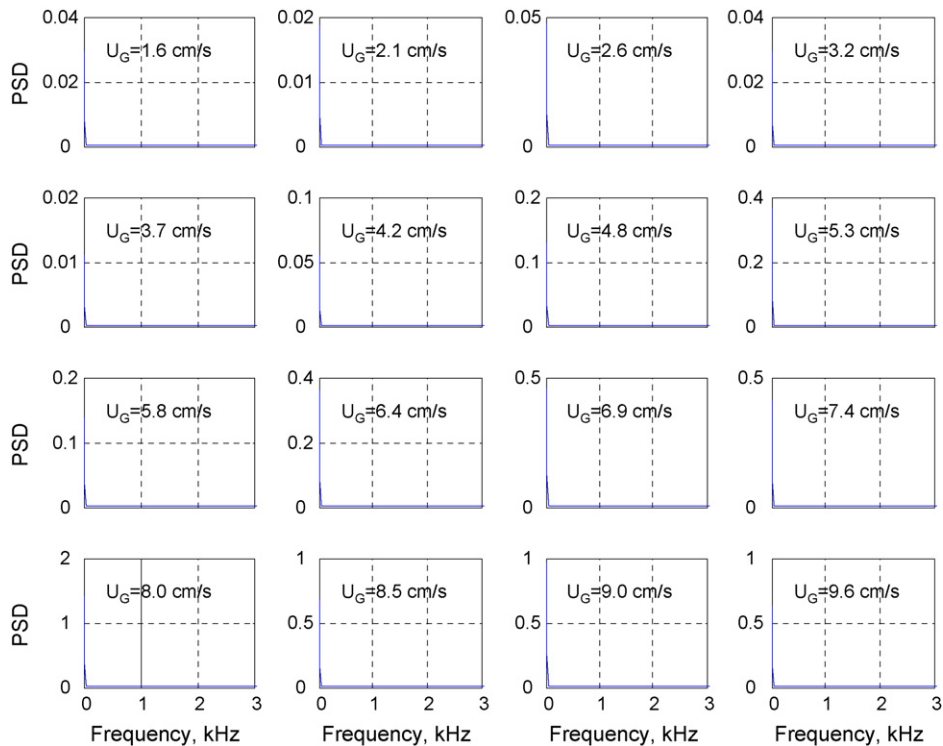 0.04 0.02 0.05 0.04
U_G=1.6 cm/s U_G=2.1 cm/s U_G=2.6 cm/s U_G=3.2 cm/s
PSD 0.02 0.01 0.02
0 0 0 0
0.02 0.1 0.2 0.4
U_G=3.7 cm/s U_G=4.2 cm/s U_G=4.8 cm/s U_G=5.3 cm/s
PSD 0.01 0.05 0.1 0.2
0 0 0 0
0.2 0.4 0.5 0.5
U_G=5.8 cm/s U_G=6.4 cm/s U_G=6.9 cm/s U_G=7.4 cm/s
PSD 0.1 0.2
0 0 0 0
2 1 1 1
U_G=8.0 cm/s U_G=8.5 cm/s U_G=9.0 cm/s U_G=9.6 cm/s
PSD 1 0.5 0.5 0.5
0 0 0 0
0 1 2 3 0 1 2 3 0 1 2 3 0 1 2 3
Frequency, kHz Frequency, kHz Frequency, kHz Frequency, kHz